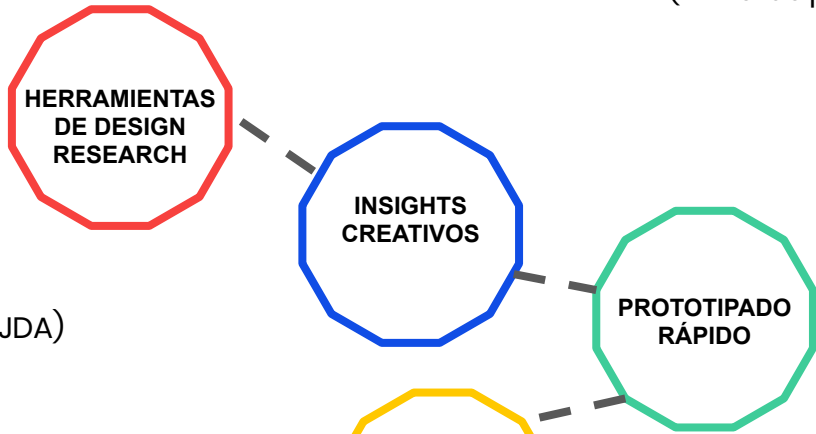 HERRAMIENTAS
DE DESIGN
RESEARCH
INSIGHTS
CREATIVOS
PROTOTIPADO
RÁPIDO
JDA)